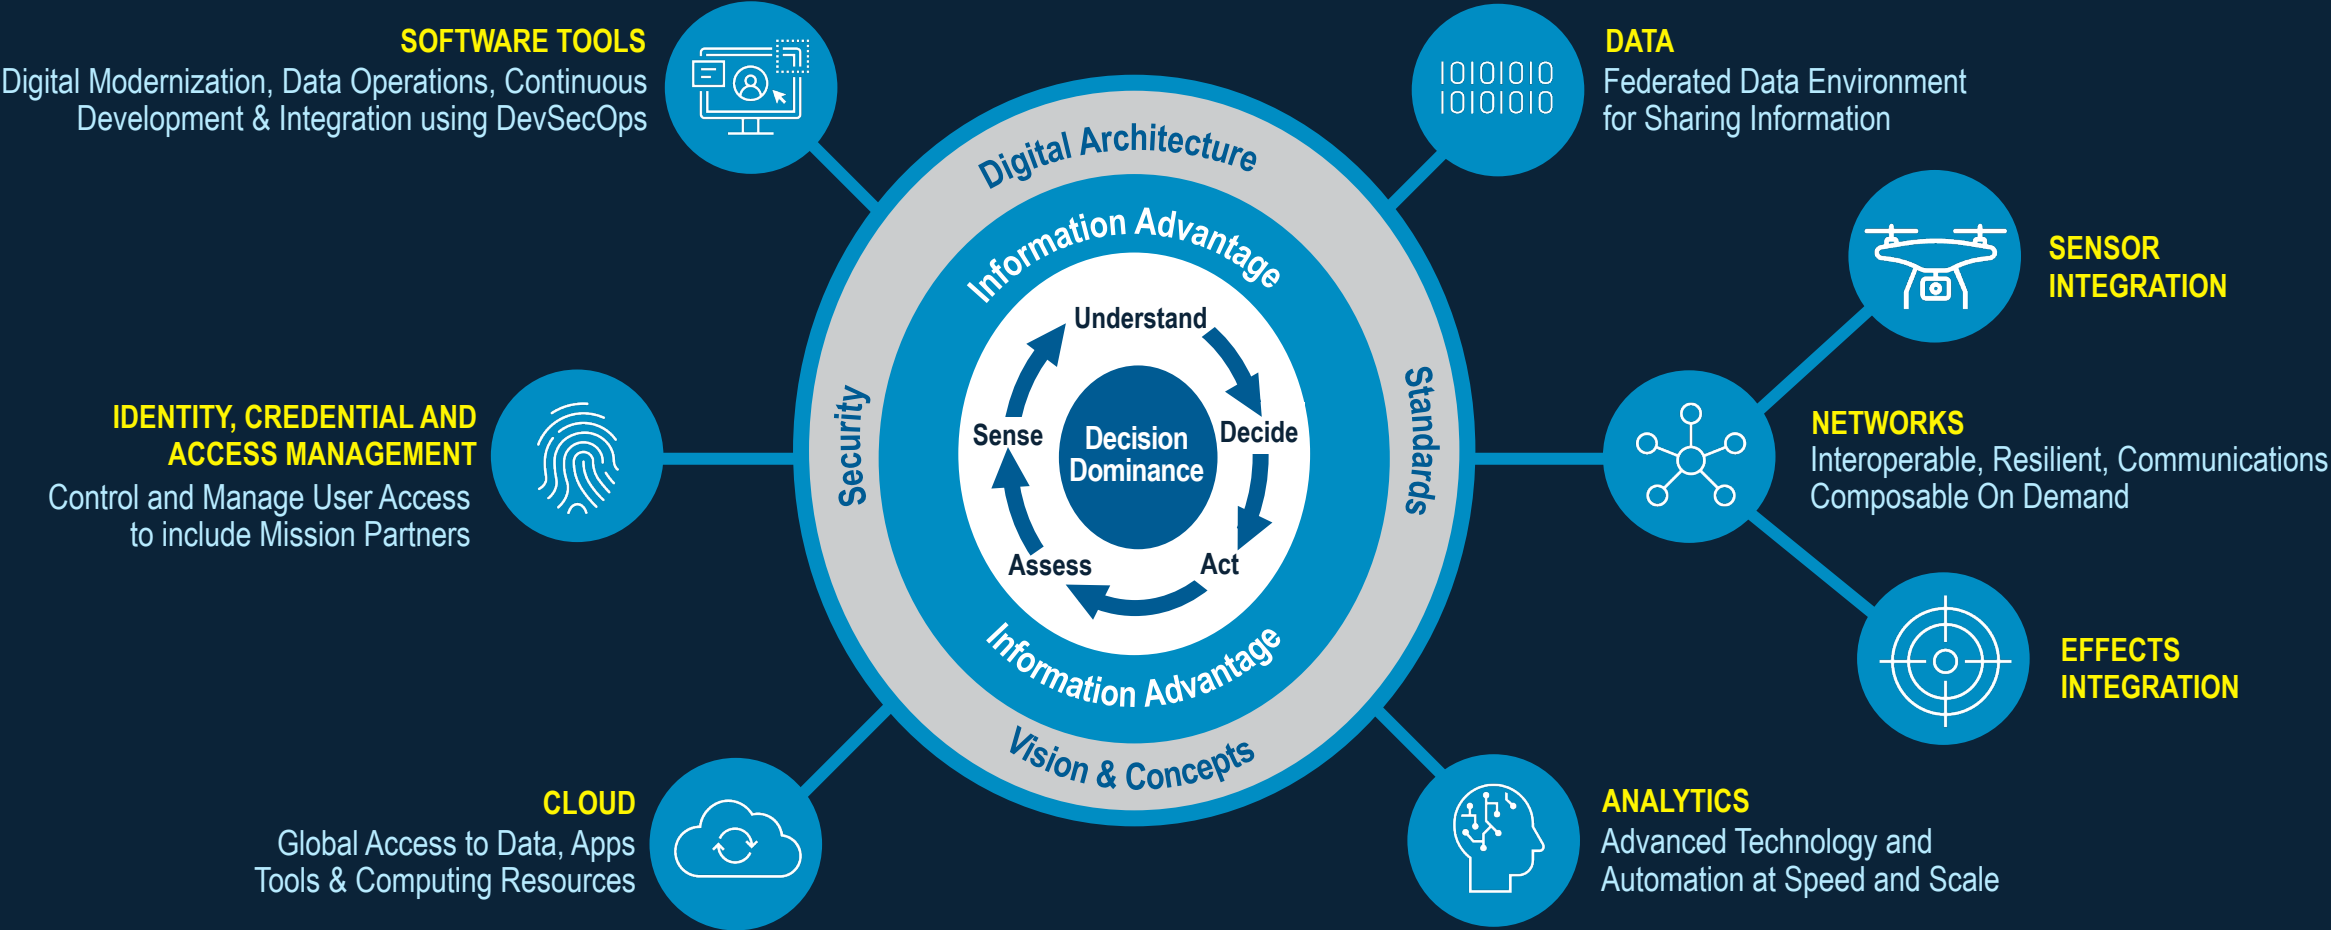 SOFTWARE TOOLS
Digital Modernization, Data Operations, Continuous
Development & Integration using DevSecOps
IDENTITY, CREDENTIAL AND
ACCESS MANAGEMENT
Control and Manage User Access
to include Mission Partners
CLOUD
Global Access to Data, Apps
Tools & Computing Resources
Digital Architecture
Security
Standards
Vision & Concepts
Information Advantage
Understand
Decide
Act
Assess
Sense
Decision
Dominance
Information Advantage
IOIOIOIO
IOIOIOIO
DATA
Federated Data Environment
for Sharing Information
SENSOR
INTEGRATION
NETWORKS
Interoperable, Resilient, Communications
Composable On Demand
EFFECTS
INTEGRATION
ANALYTICS
Advanced Technology and
Automation at Speed and Scale